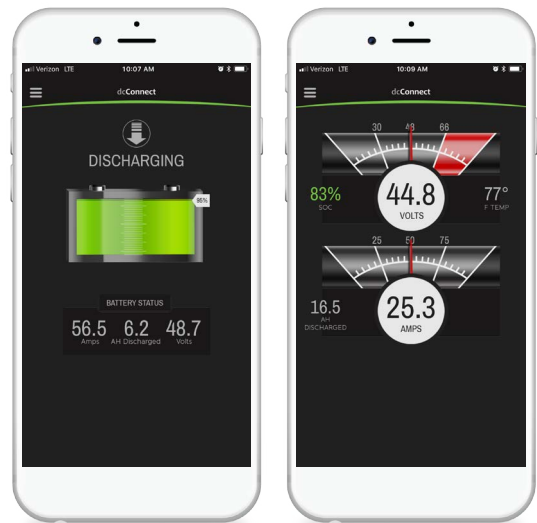 Verizon LTE 10:07 AM
dcConnect
DISCHARGING
95%
BATTERY STATUS
56.5 6.2 48.7
Amps AH Discharged Volts
Verizon LTE 10:09 AM
dcConnect
30 48 66
83%
SOC
44.8
VOLTS
77°
F TEMP
25 50 75
16.5
AH
DISCHARGED
25.3
AMPS